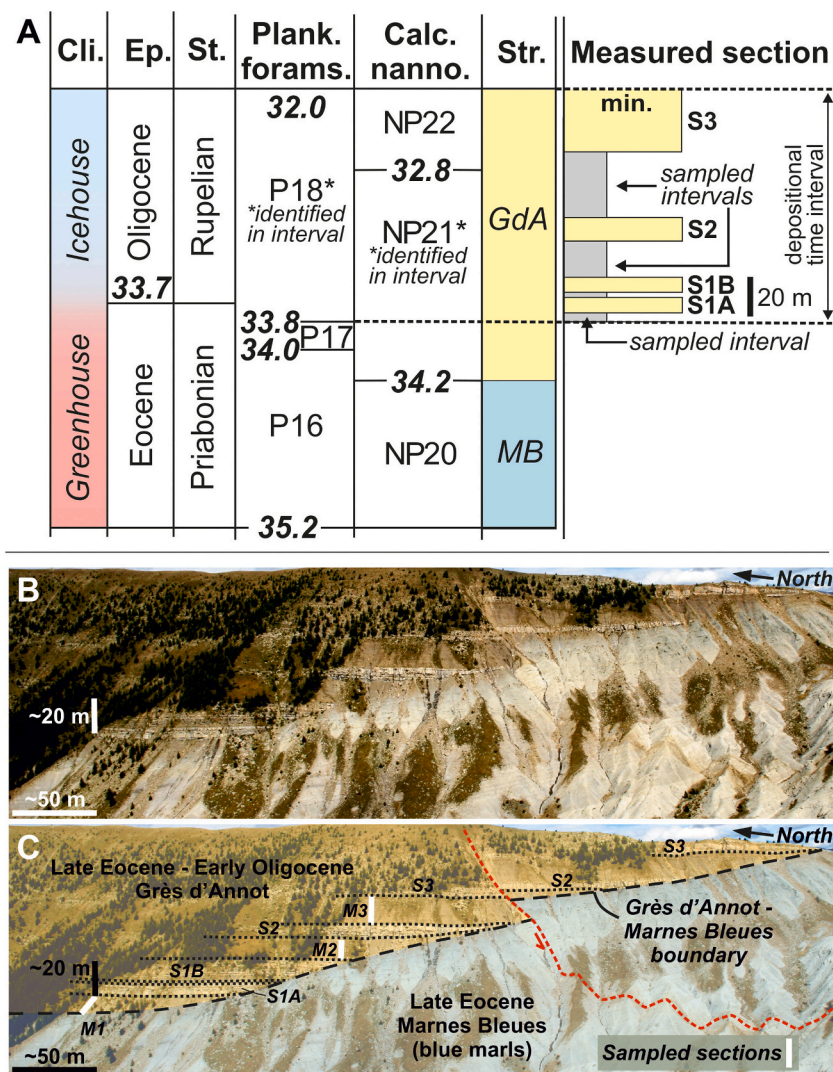 A
Cli.
Ep.
St.
Plank.
forams.
Calc.
nanno.
Str.
Measured section
Icehouse
Greenhouse
Oligocene
33.7
Eocene
Rupelian
Priabonian
32.0
P18*
*identified
in interval
33.8
P17
34.0
P16
35.2
NP22
32.8
NP21*
*identified
in interval
34.2
NP20
GdA
MB
min.
S3
sampled
intervals
S2
S1B
S1A
20 m
sampled interval
depositional
time interval
B
North
~20 m
~50 m
C
North
Late Eocene - Early Oligocene
Grès d'Annot
S3
S2
S3
M3
S2
M2
Grès d'Annot -
Marnes Bleues
boundary
~20 m
S1B
S1A
M1
Late Eocene
Marnes Bleues
(blue marls)
Sampled sections
~50 m